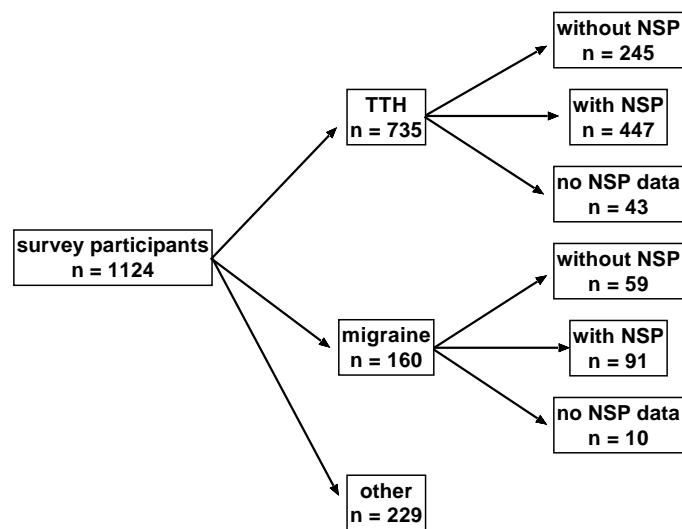 survey participants
n = 1124
TTH
n = 735
without NSP
n = 245
with NSP
n = 447
no NSP data
n = 43
migraine
n = 160
without NSP
n = 59
with NSP
n = 91
no NSP data
n = 10
other
n = 229